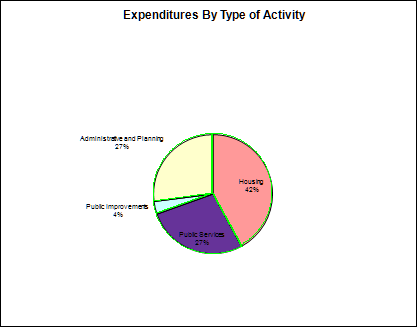 Expenditures By Type of Activity
Administrative and Planning
27%
Housing
42%
Public Improvements
4%
Public Services
27%